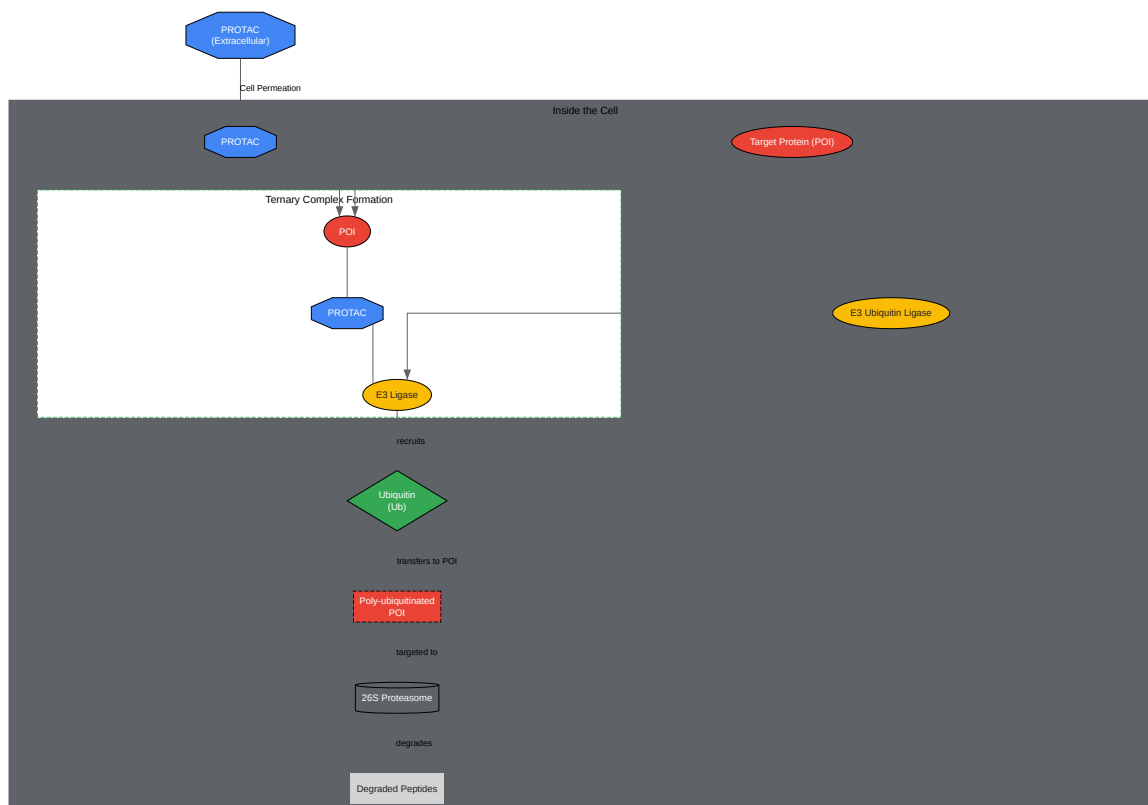 PROTAC
(Extracellular)
Cell Permeation
Inside the Cell
PROTAC
Target Protein (POI)
Ternary Complex Formation
POI
PROTAC
E3 Ubiquitin Ligase
E3 Ligase
recruits
Ubiquitin
(Ub)
transfers to POI
Poly-ubiquitinated
POI
targeted to
26S Proteasome
degrades
Degraded Peptides